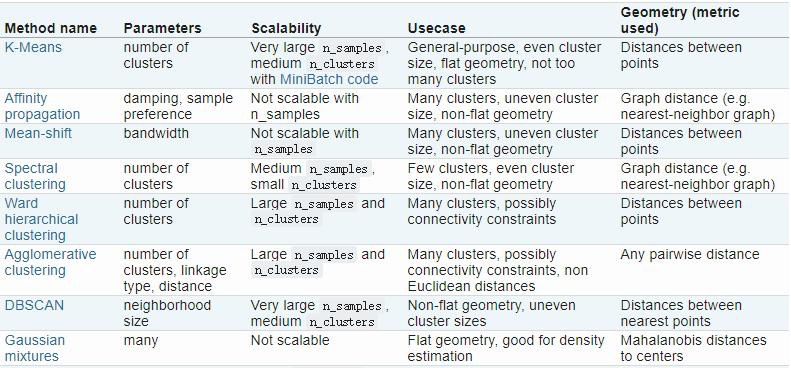 Method name Parameters Scalability Usecase Geometry (metric used)
K-Means number of clusters Very large n_samples, medium n_clusters with MiniBatch code General-purpose, even cluster size, flat geometry, not too many clusters Distances between points
Affinity propagation damping, sample preference Not scalable with n_samples Many clusters, uneven cluster size, non-flat geometry Graph distance (e.g. nearest-neighbor graph)
Mean-shift bandwidth Not scalable with n_samples Many clusters, uneven cluster size, non-flat geometry Distances between points
Spectral clustering number of clusters Medium n_samples, small n_clusters Few clusters, even cluster size, non-flat geometry Graph distance (e.g. nearest-neighbor graph)
Ward hierarchical clustering number of clusters Large n_samples and n_clusters Many clusters, possibly connectivity constraints Distances between points
Agglomerative clustering number of clusters, linkage type, distance Large n_samples and n_clusters Many clusters, possibly connectivity constraints, non Euclidean distances Any pairwise distance
DBSCAN neighborhood size Very large n_samples, medium n_clusters Non-flat geometry, uneven cluster sizes Distances between nearest points
Gaussian mixtures many Not scalable Flat geometry, good for density estimation Mahalanobis distances to centers